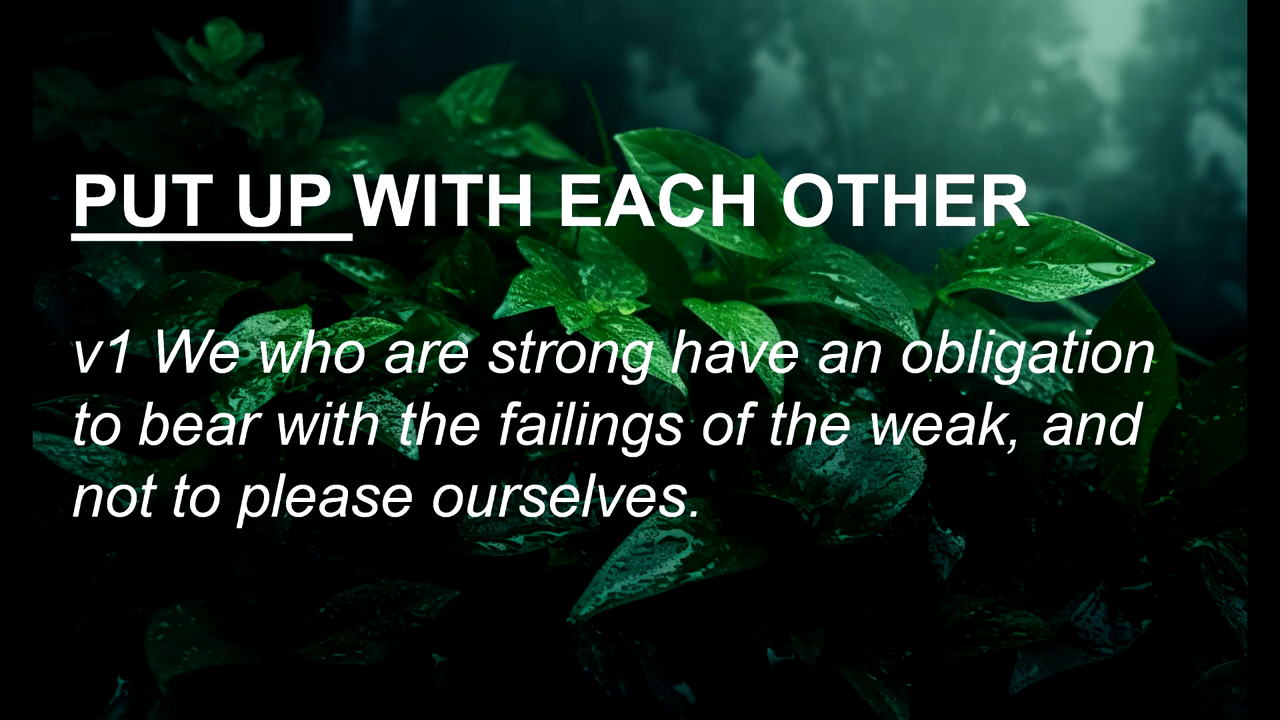 PUT UP WITH EACH OTHER
v1 We who are strong have an obligation
to bear with the failings of the weak, and
not to please ourselves.